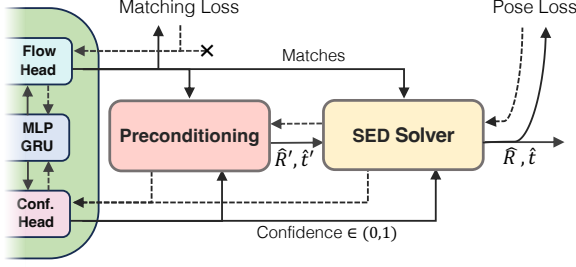 Matching Loss
Pose Loss
Flow
Head
Matches
MLP
GRU
Preconditioning
SED Solver
R̂′, t̂′
R̂ , t̂
Conf.
Head
Confidence ∈ (0,1)